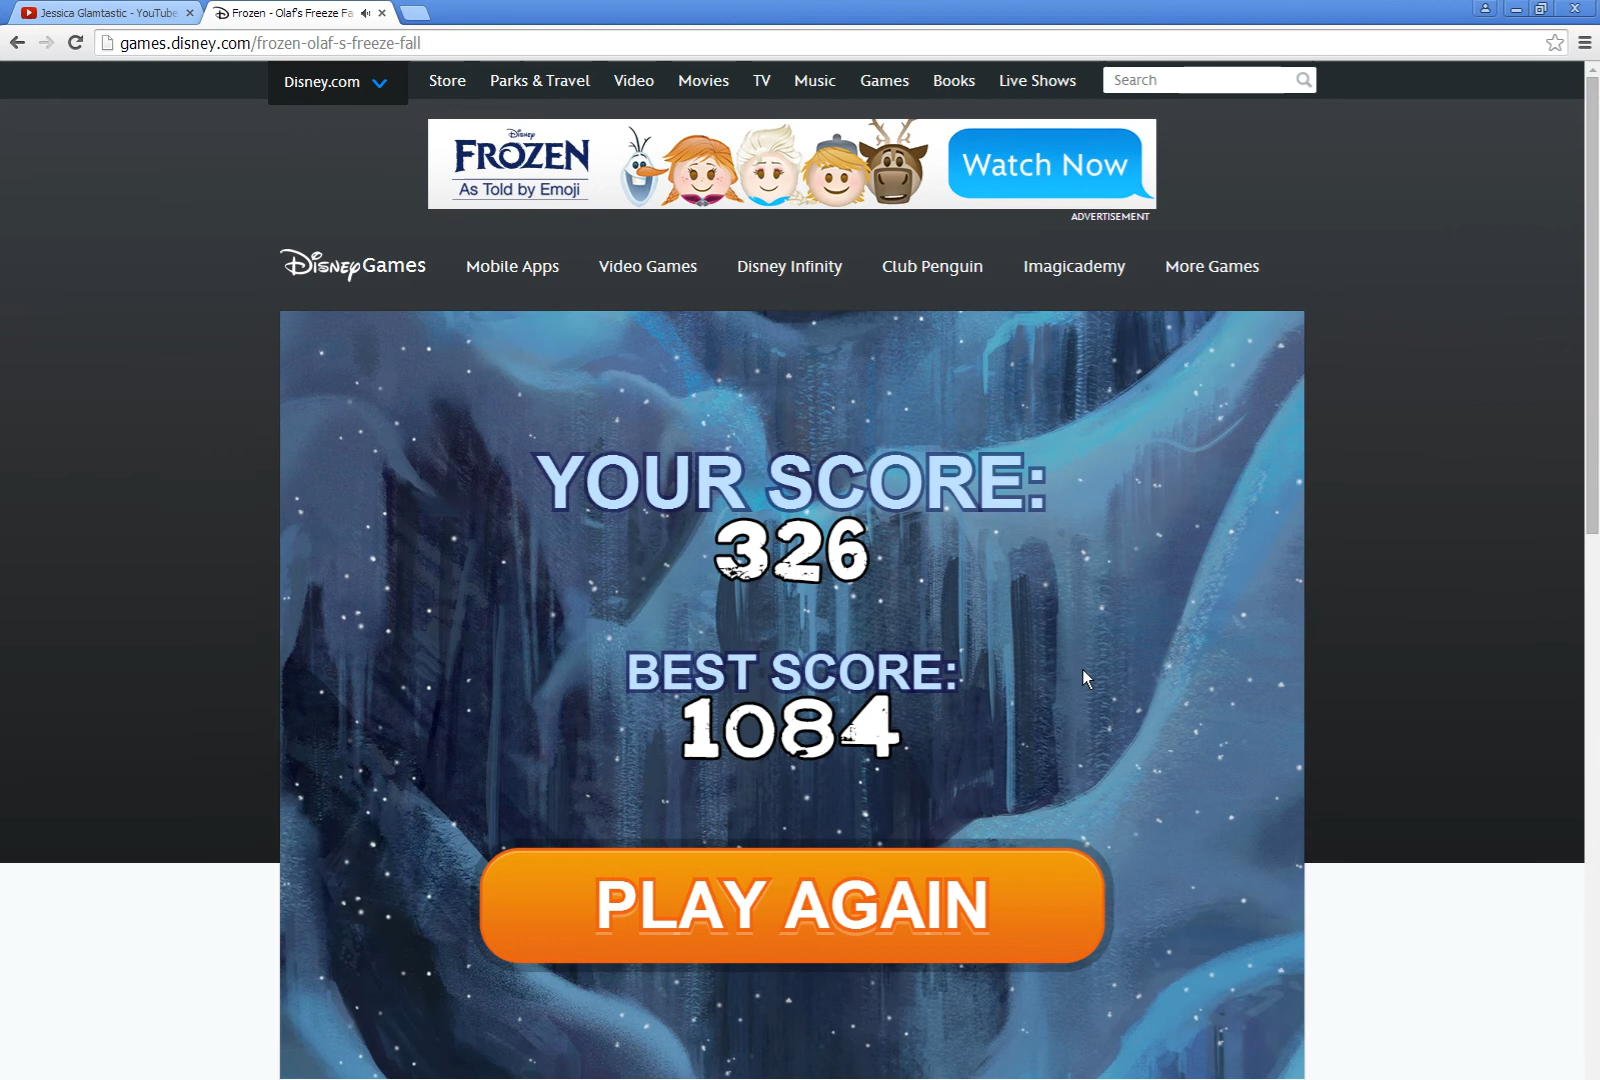 Jessica Glamtastic - YouTube
Frozen - Olaf's Freeze Fa
games.disney.com/frozen-olaf-s-freeze-fall
Disney.com Store Parks & Travel Video Movies TV Music Games Books Live Shows Search
Disney
FROZEN
As Told by Emoji
Watch Now
ADVERTISEMENT
Disney Games Mobile Apps Video Games Disney Infinity Club Penguin Imagicademy More Games
YOUR SCORE:
326
BEST SCORE:
1084
PLAY AGAIN